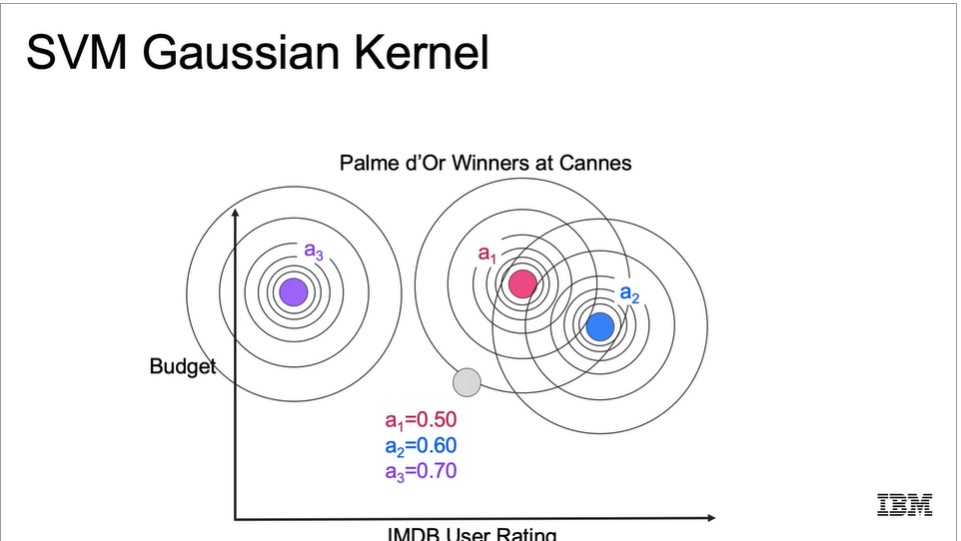 SVM Gaussian Kernel
Palme d'Or Winners at Cannes
a₃
a₁
a₂
Budget
a₁=0.50
a₂=0.60
a₃=0.70
IMDB User Rating
IBM